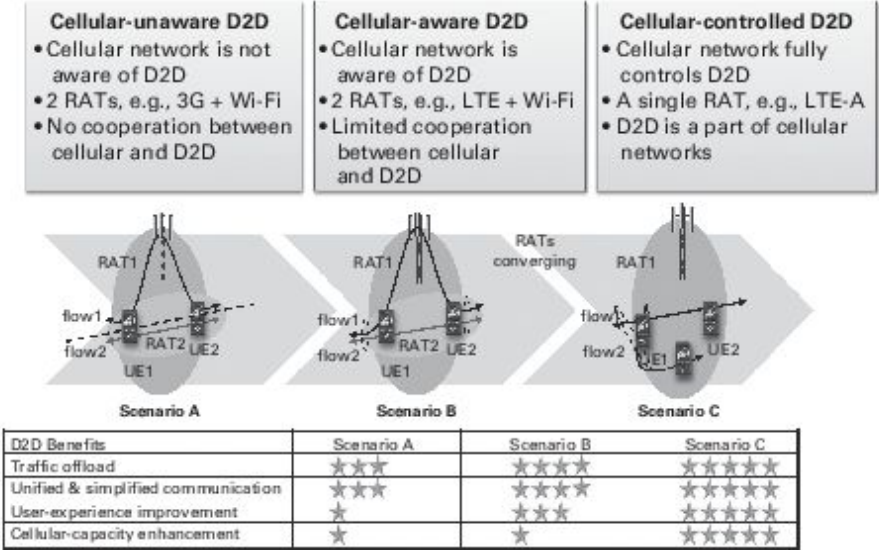 Cellular-unaware D2D
• Cellular network is not
aware of D2D
• 2 RATs, e.g., 3G + Wi-Fi
• No cooperation between
cellular and D2D
Cellular-aware D2D
• Cellular network is
aware of D2D
• 2 RATs, e.g., LTE + Wi-Fi
• Limited cooperation
between cellular
and D2D
Cellular-controlled D2D
• Cellular network fully
controls D2D
• A single RAT, e.g., LTE-A
• D2D is a part of cellular
networks
RAT1
flow1
flow2
RAT2
UE2
UE1
Scenario A
RAT1
flow1
flow2
RAT2
UE2
UE1
Scenario B
RATs
converging
RAT1
flow1
flow2
E1
UE2
Scenario C
D2D Benefits Scenario A Scenario B Scenario C
Traffic offload ★★★ ★★★★ ★★★★★
Unified & simplified communication ★★★ ★★★★ ★★★★★
User-experience improvement ★ ★★★ ★★★★★
Cellular-capacity enhancement ★ ★ ★★★★★